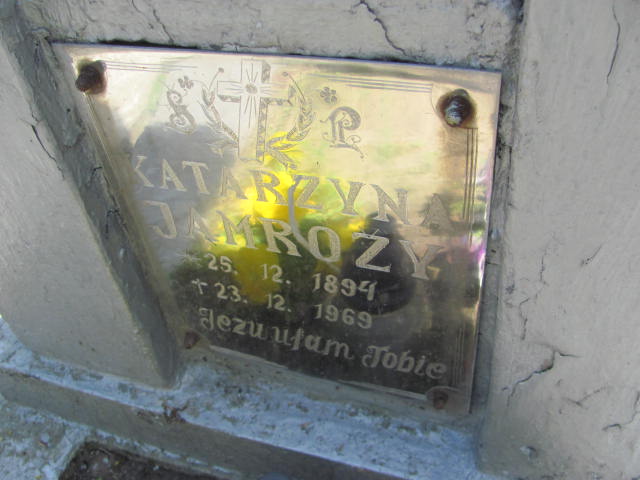 Ś P
KATARZYNA
JAMROŻY
* 25. 12. 1894
+ 23. 12. 1969
Jezu ufam Tobie